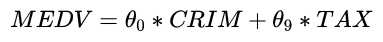 MEDV = θ₀ * CRIM + θ₉ * TAX